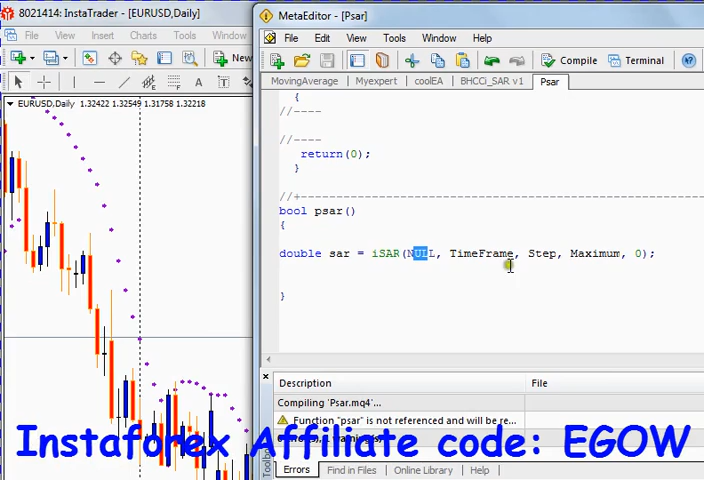 8021414: InstaTrader - [EURUSD,Daily]
MetaEditor - [Psar]
File View Insert Charts Tools Window
File Edit View Tools Window Help
New
Compile Terminal
MovingAverage Myexpert coolEA BHCCi_SAR v1 Psar
EURUSD,Daily 1.32422 1.32549 1.31758 1.32218
{
//----
//----
return(0);
}
//+------------------------------------------------
bool psar()
{
double sar = iSAR(NULL, TimeFrame, Step, Maximum, 0);
}
Description File
Compiling 'Psar.mq4'...
Function "psar" is not referenced and will be re...
Instaforex Affiliate code: EGOW
Errors Find in Files Online Library Help